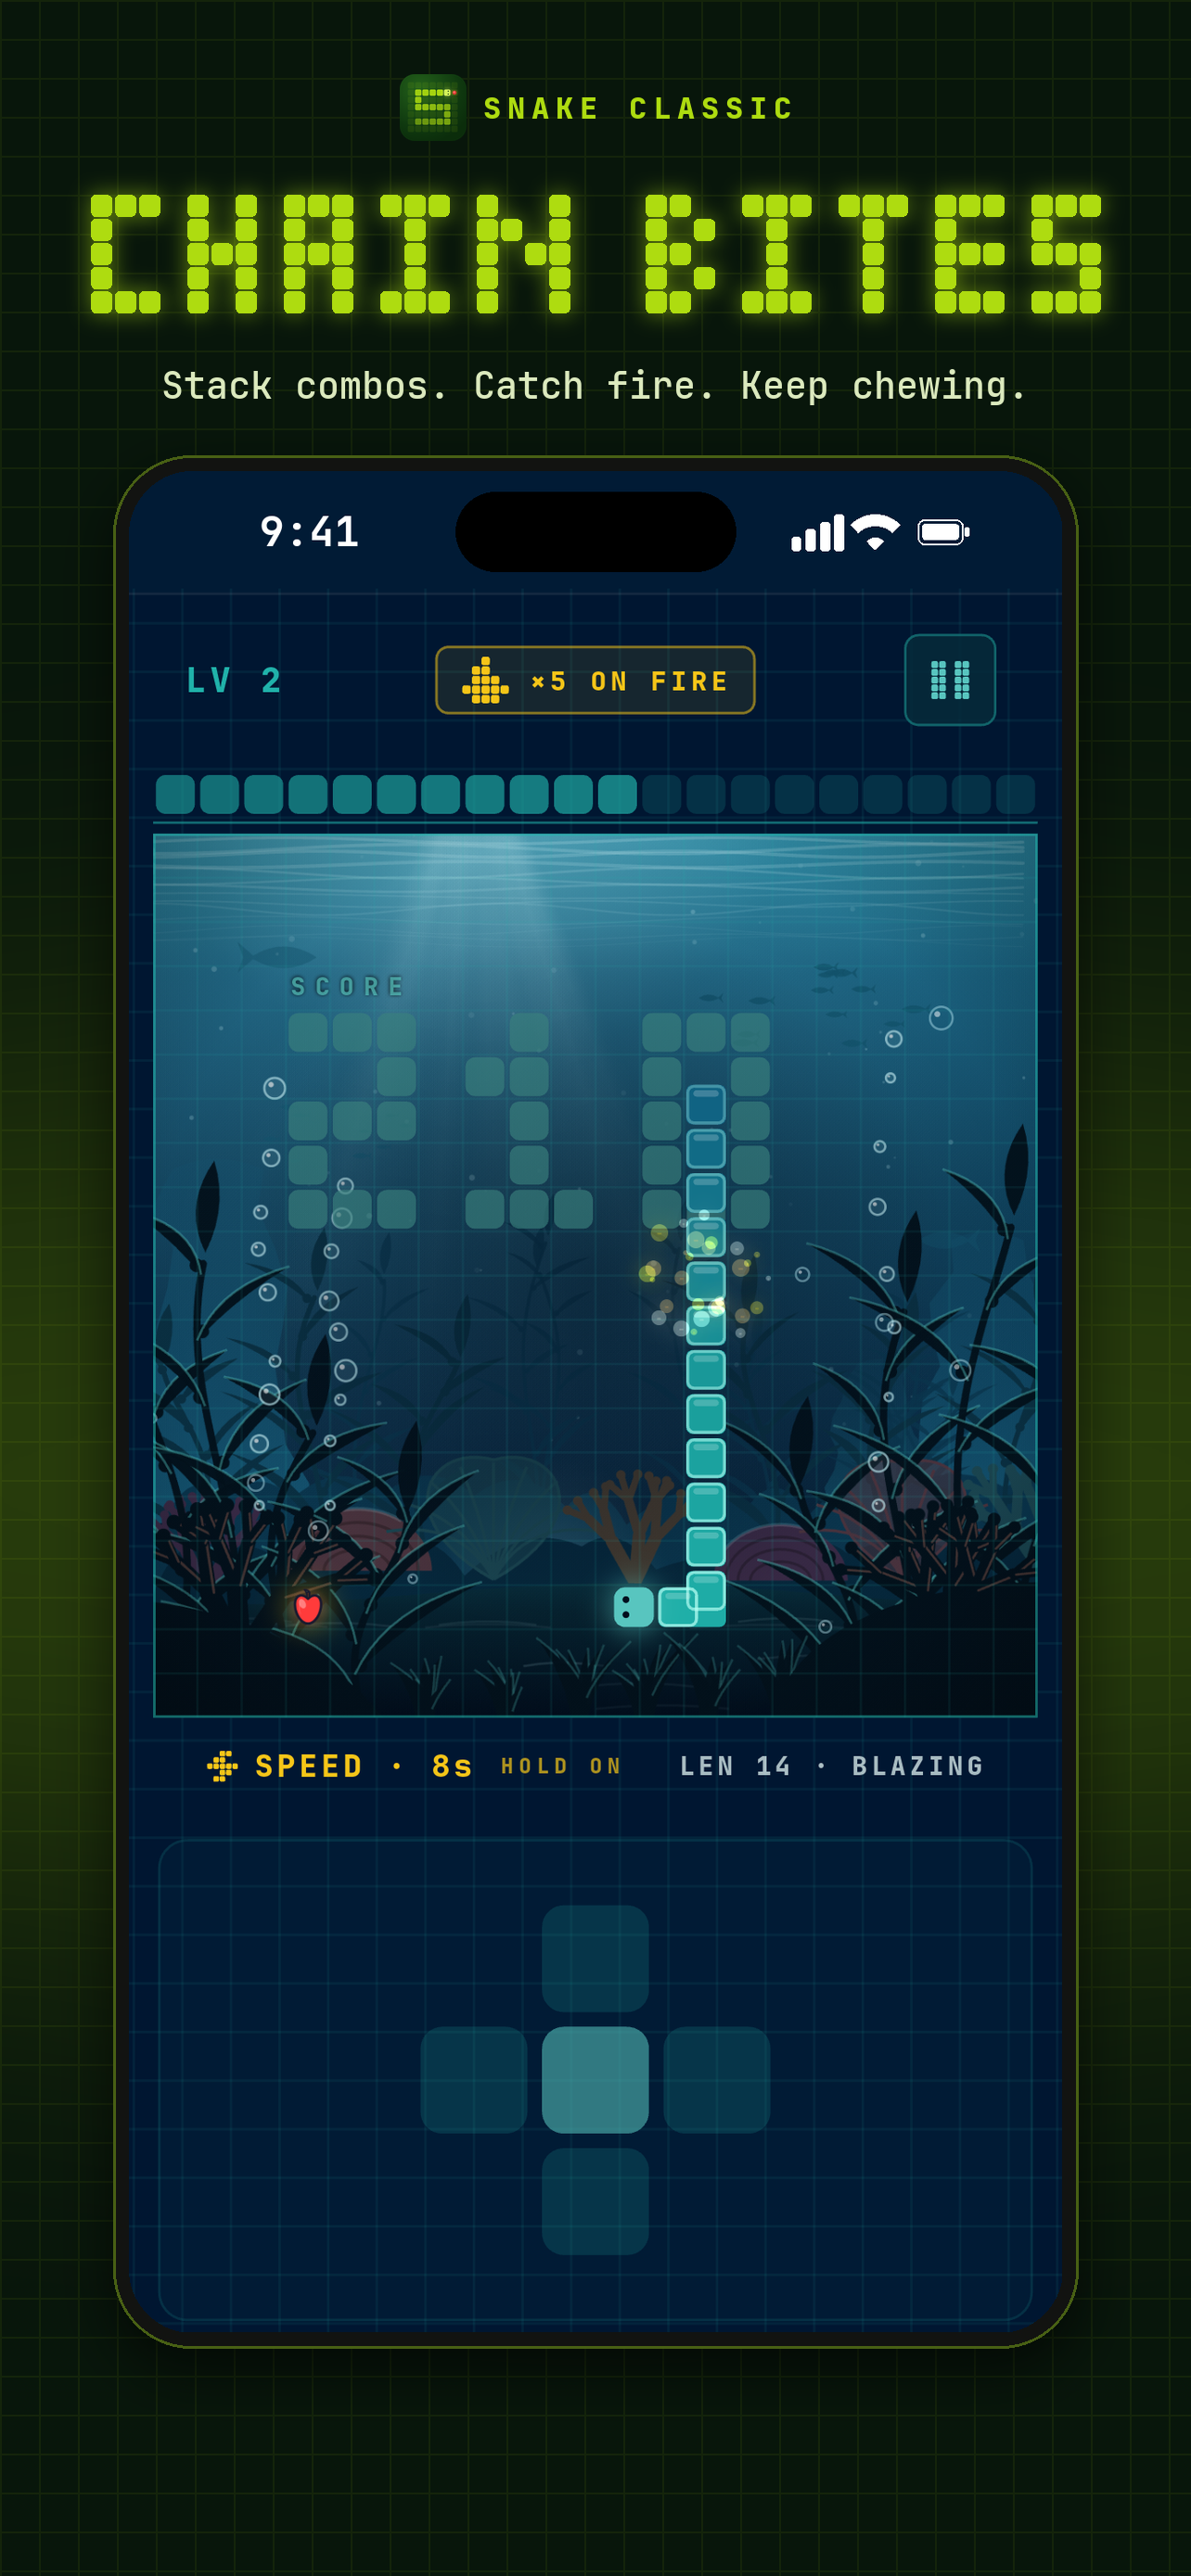 SNAKE CLASSIC
CHAIN BITES
Stack combos. Catch fire. Keep chewing.
9:41
LV 2
×5 ON FIRE
SCORE
210
SPEED · 8s HOLD ON LEN 14 · BLAZING